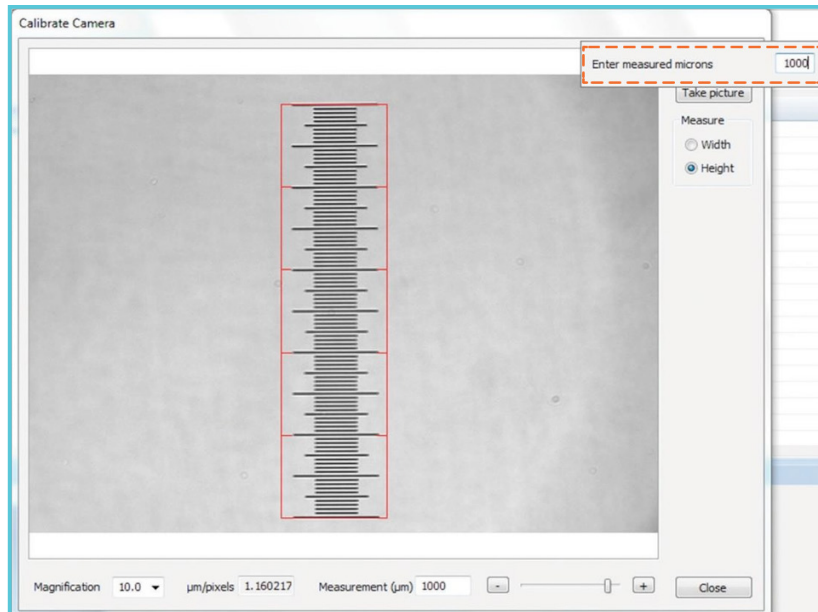 Calibrate Camera
Enter measured microns 1000
Take picture
Measure
Width
Height
Magnification 10.0 µm/pixels 1.160217 Measurement (µm) 1000 - + Close